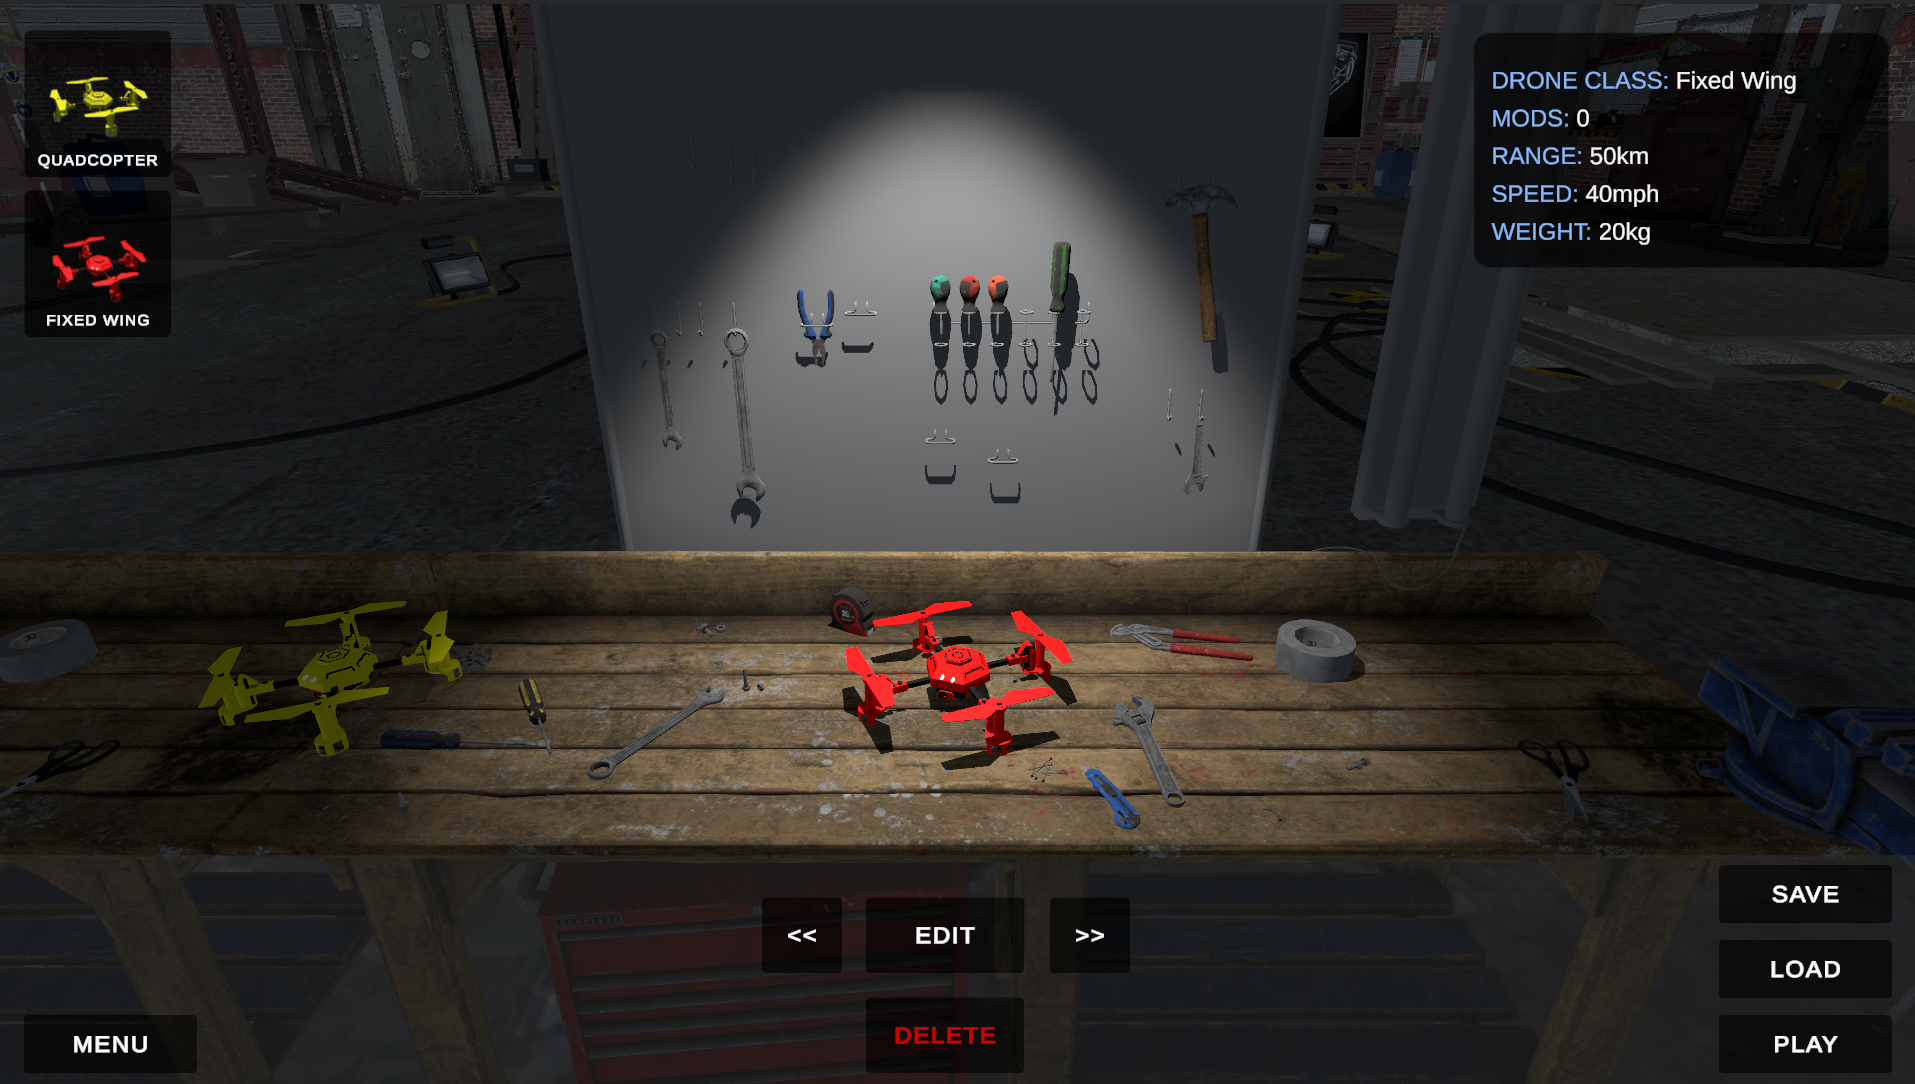 QUADCOPTER
FIXED WING
DRONE CLASS: Fixed Wing
MODS: 0
RANGE: 50km
SPEED: 40mph
WEIGHT: 20kg
<< EDIT >>
DELETE
MENU
SAVE
LOAD
PLAY